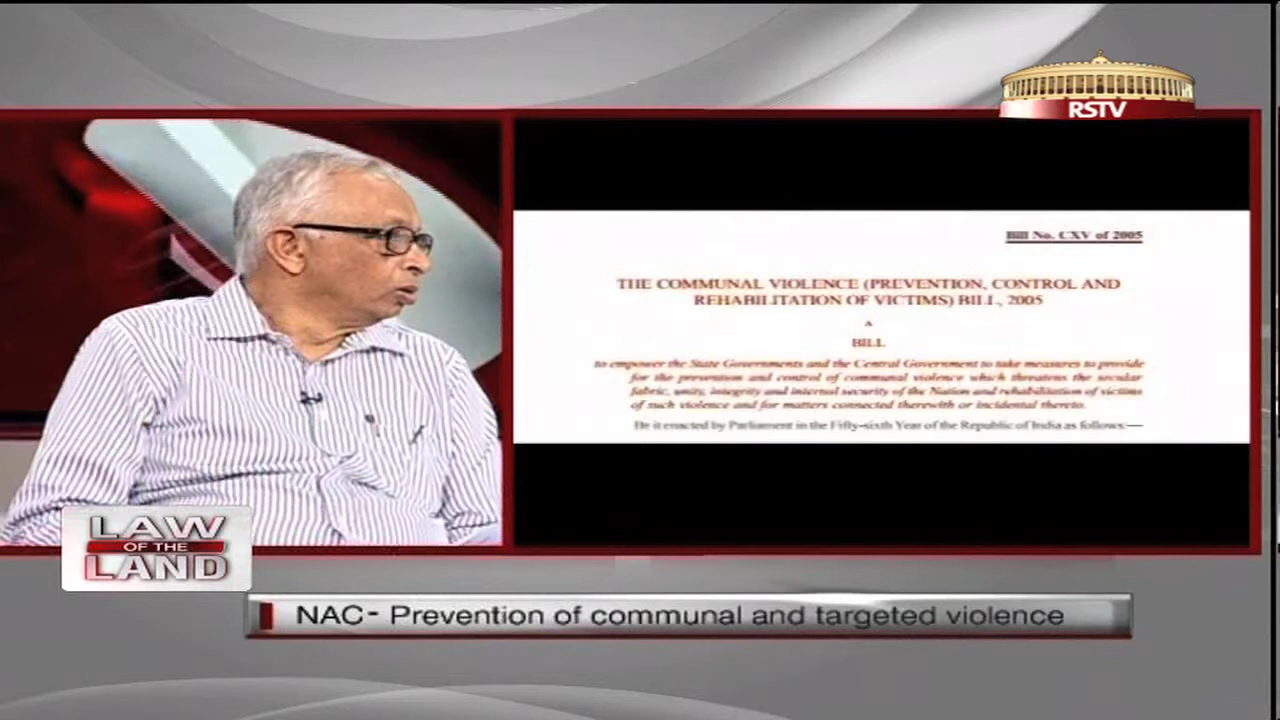 RSTV
Bill No. CXV of 2005
THE COMMUNAL VIOLENCE (PREVENTION, CONTROL AND
REHABILITATION OF VICTIMS) BILL, 2005
A
BILL
to empower the State Governments and the Central Government to take measures to provide
for the prevention and control of communal violence which threatens the secular
fabric, unity, integrity and internal security of the Nation and rehabilitation of victims
of such violence and for matters connected therewith or incidental thereto.
BE it enacted by Parliament in the Fifty-sixth Year of the Republic of India as follows:—
LAW
OF THE
LAND
NAC- Prevention of communal and targeted violence